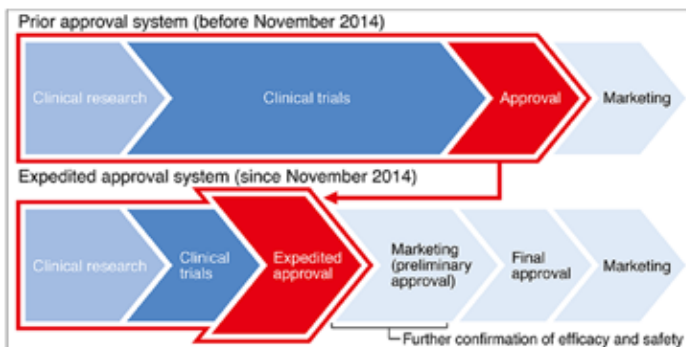 Prior approval system (before November 2014)
Clinical research
Clinical trials
Approval
Marketing
Expedited approval system (since November 2014)
Clinical research
Clinical
trials
Expedited
approval
Marketing
(preliminary
approval)
Final
approval
Marketing
Further confirmation of efficacy and safety